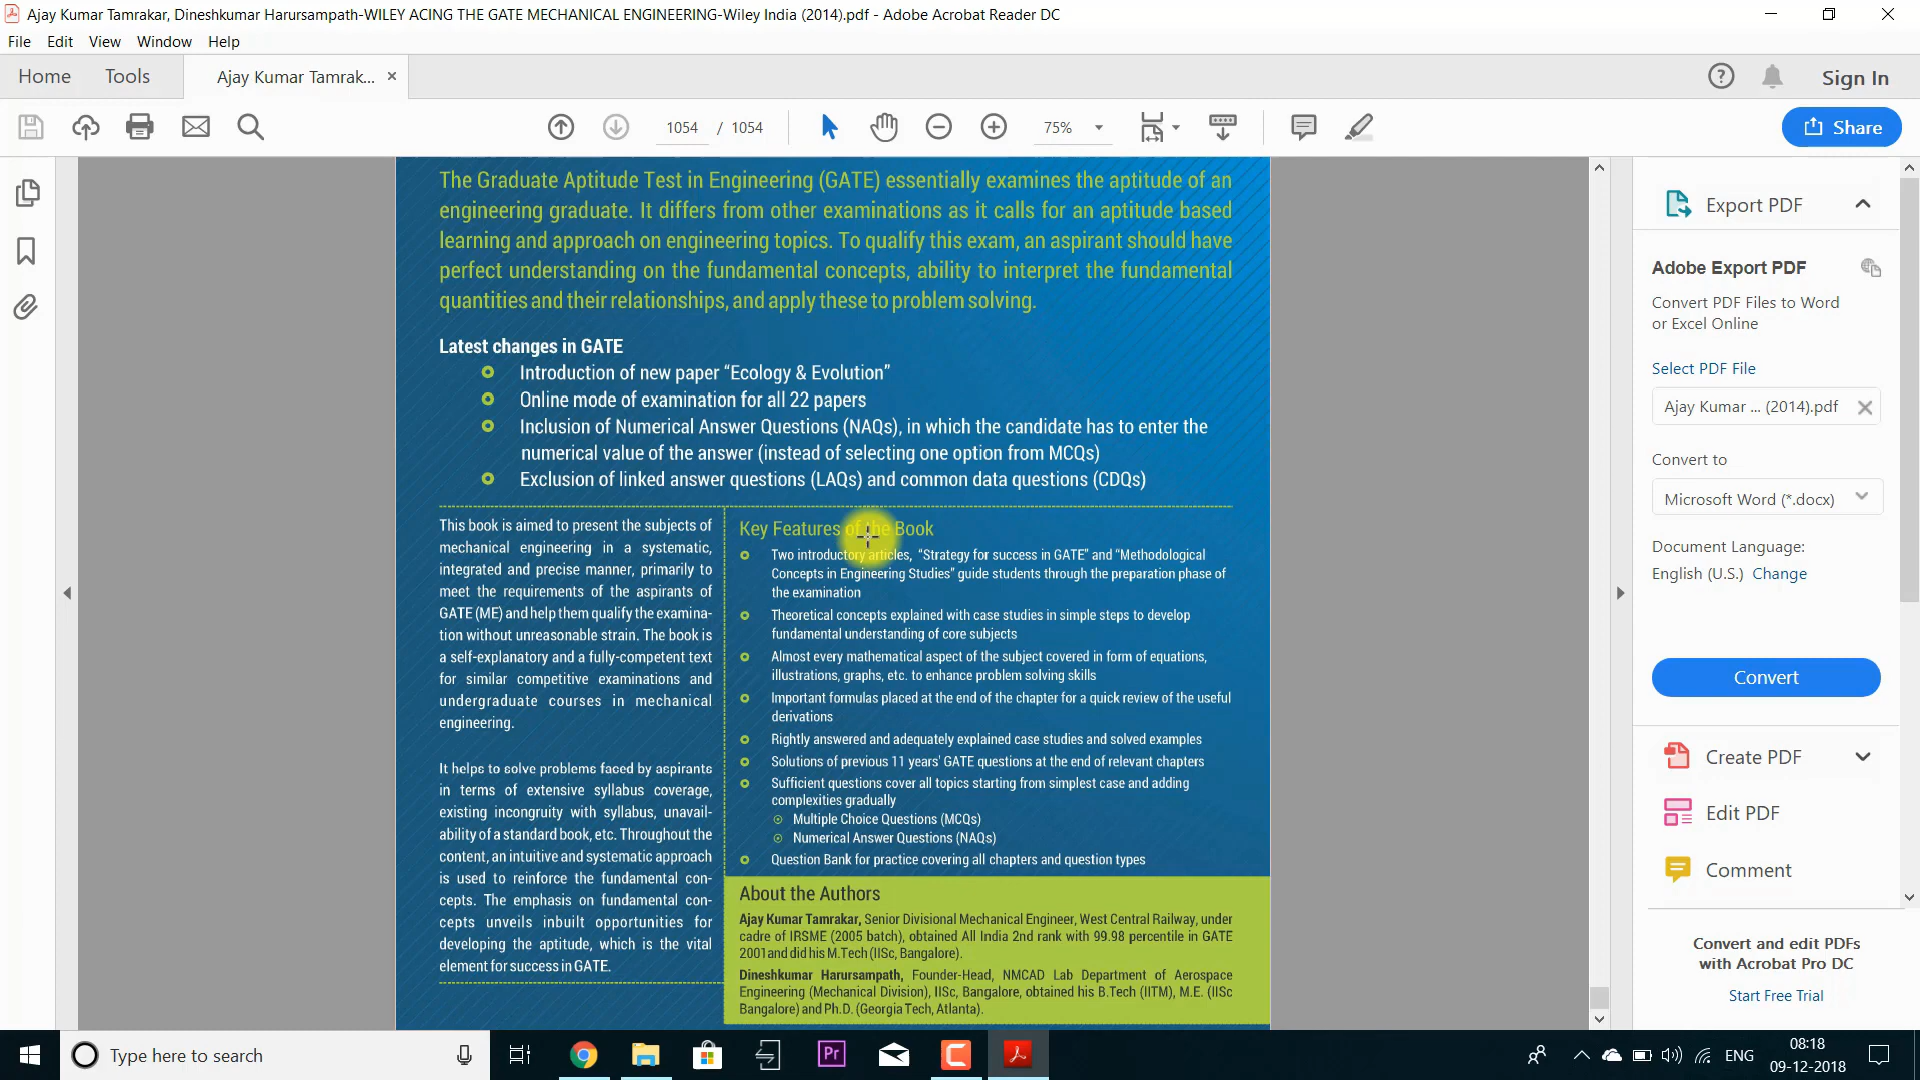 Ajay Kumar Tamrakar, Dineshkumar Harursampath-WILEY ACING THE GATE MECHANICAL ENGINEERING-Wiley India (2014).pdf - Adobe Acrobat Reader DC
File Edit View Window Help
Home Tools Ajay Kumar Tamrak...
Sign In
1054 / 1054
75%
Share
The Graduate Aptitude Test in Engineering (GATE) essentially examines the aptitude of an
engineering graduate. It differs from other examinations as it calls for an aptitude based
learning and approach on engineering topics. To qualify this exam, an aspirant should have
perfect understanding on the fundamental concepts, ability to interpret the fundamental
quantities and their relationships, and apply these to problem solving.
Latest changes in GATE
Introduction of new paper “Ecology & Evolution”
Online mode of examination for all 22 papers
Inclusion of Numerical Answer Questions (NAQs), in which the candidate has to enter the
numerical value of the answer (instead of selecting one option from MCQs)
Exclusion of linked answer questions (LAQs) and common data questions (CDQs)
This book is aimed to present the subjects of
mechanical engineering in a systematic,
integrated and precise manner, primarily to
meet the requirements of the aspirants of
GATE (ME) and help them qualify the examina-
tion without unreasonable strain. The book is
a self-explanatory and a fully-competent text
for similar competitive examinations and
undergraduate courses in mechanical
engineering.
It helps to solve problems faced by aspirants
in terms of extensive syllabus coverage,
existing incongruity with syllabus, unavail-
ability of a standard book, etc. Throughout the
content, an intuitive and systematic approach
is used to reinforce the fundamental con-
cepts. The emphasis on fundamental con-
cepts unveils inbuilt opportunities for
developing the aptitude, which is the vital
element for success in GATE.
Key Features of the Book
Two introductory articles, “Strategy for success in GATE” and “Methodological
Concepts in Engineering Studies” guide students through the preparation phase of
the examination
Theoretical concepts explained with case studies in simple steps to develop
fundamental understanding of core subjects
Almost every mathematical aspect of the subject covered in form of equations,
illustrations, graphs, etc. to enhance problem solving skills
Important formulas placed at the end of the chapter for a quick review of the useful
derivations
Rightly answered and adequately explained case studies and solved examples
Solutions of previous 11 years’ GATE questions at the end of relevant chapters
Sufficient questions cover all topics starting from simplest case and adding
complexities gradually
Multiple Choice Questions (MCQs)
Numerical Answer Questions (NAQs)
Question Bank for practice covering all chapters and question types
About the Authors
Ajay Kumar Tamrakar, Senior Divisional Mechanical Engineer, West Central Railway, under
cadre of IRSME (2005 batch), obtained All India 2nd rank with 99.98 percentile in GATE
2001and did his M.Tech (IISc, Bangalore).
Dineshkumar Harursampath, Founder-Head, NMCAD Lab Department of Aerospace
Engineering (Mechanical Division), IISc, Bangalore, obtained his B.Tech (IITM), M.E. (IISc
Bangalore) and Ph.D. (Georgia Tech, Atlanta).
Export PDF
Adobe Export PDF
Convert PDF Files to Word
or Excel Online
Select PDF File
Ajay Kumar ... (2014).pdf
Convert to
Microsoft Word (*.docx)
Document Language:
English (U.S.) Change
Convert
Create PDF
Edit PDF
Comment
Convert and edit PDFs
with Acrobat Pro DC
Start Free Trial
Type here to search
Pr
ENG
08:18
09-12-2018